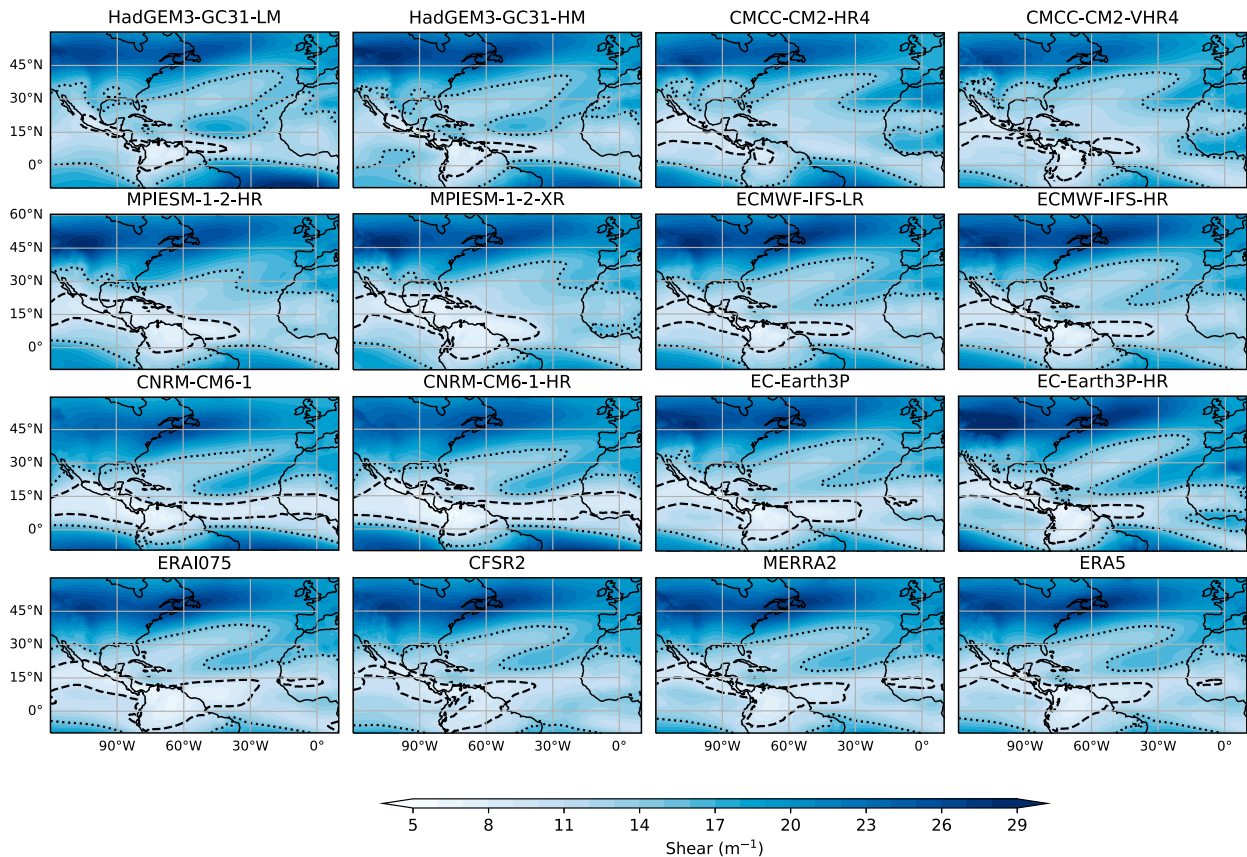 HadGEM3-GC31-LM HadGEM3-GC31-HM CMCC-CM2-HR4 CMCC-CM2-VHR4
45°N
30°N
15°N
0°
MPIESM-1-2-HR MPIESM-1-2-XR ECMWF-IFS-LR ECMWF-IFS-HR
60°N
45°N
30°N
15°N
0°
CNRM-CM6-1 CNRM-CM6-1-HR EC-Earth3P EC-Earth3P-HR
45°N
30°N
15°N
0°
ERAI075 CFSR2 MERRA2 ERA5
45°N
30°N
15°N
0°
90°W 60°W 30°W 0° 90°W 60°W 30°W 0° 90°W 60°W 30°W 0° 90°W 60°W 30°W 0°
5 8 11 14 17 20 23 26 29
Shear (m⁻¹)